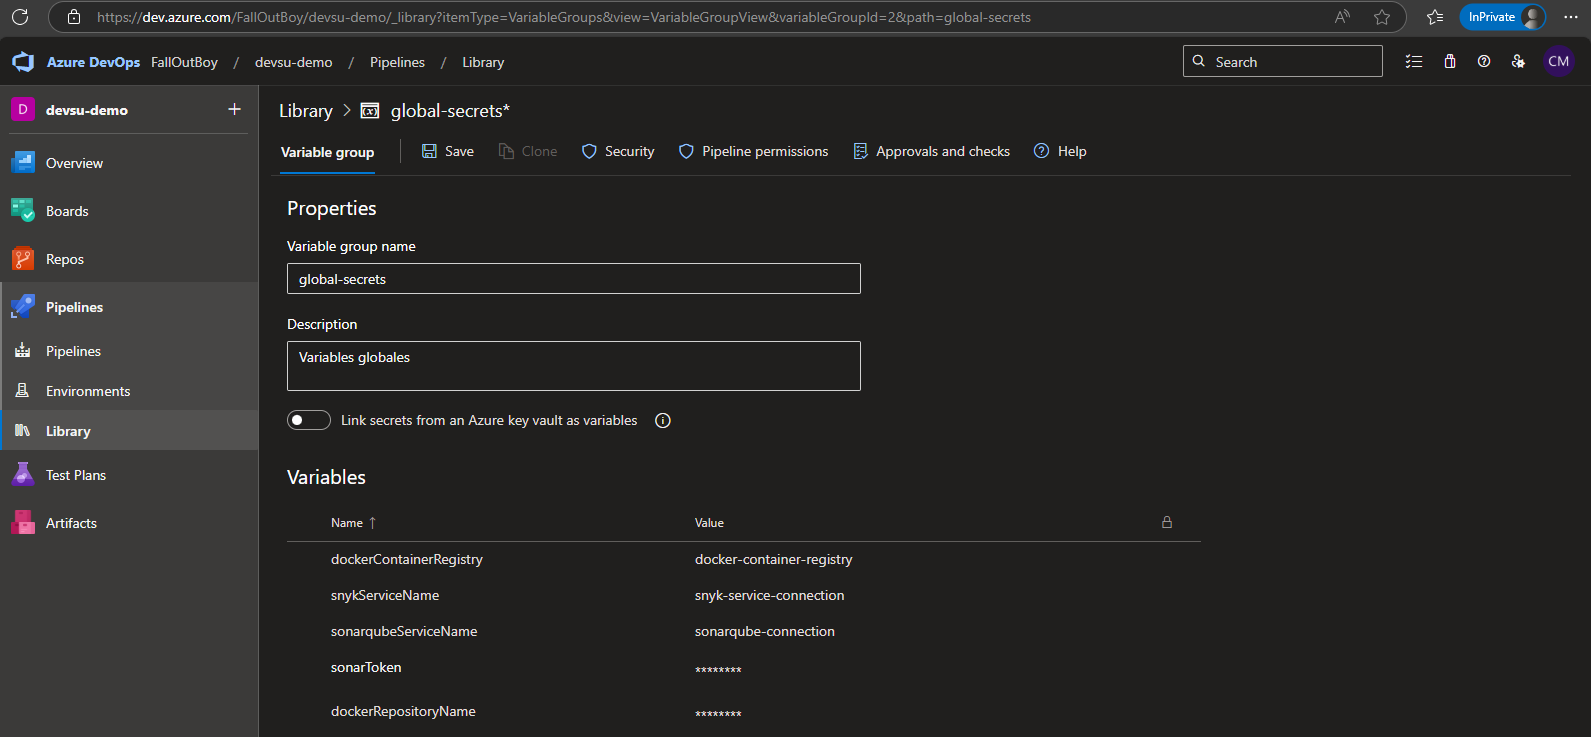 https://dev.azure.com/FallOutBoy/devsu-demo/_library?itemType=VariableGroups&view=VariableGroupView&variableGroupId=2&path=global-secrets
InPrivate
Azure DevOps FallOutBoy / devsu-demo / Pipelines / Library
Search
CM
D devsu-demo +
Overview
Boards
Repos
Pipelines
Pipelines
Environments
Library
Test Plans
Artifacts
Library > global-secrets*
Variable group Save Clone Security Pipeline permissions Approvals and checks Help
Properties
Variable group name
global-secrets
Description
Variables globales
Link secrets from an Azure key vault as variables
Variables
Name ↑ Value
dockerContainerRegistry docker-container-registry
snykServiceName snyk-service-connection
sonarqubeServiceName sonarqube-connection
sonarToken ********
dockerRepositoryName ********